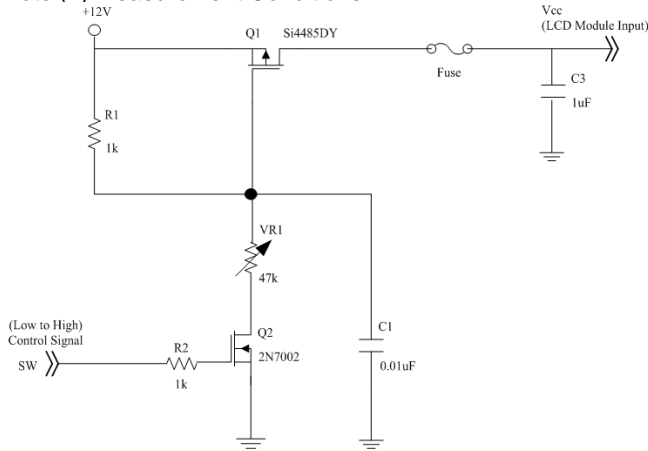 +12V
Q1
Si4485DY
Vcc
(LCD Module Input)
Fuse
C3
1uF
R1
1k
VR1
47k
(Low to High)
Control Signal
SW
R2
1k
Q2
2N7002
C1
0.01uF